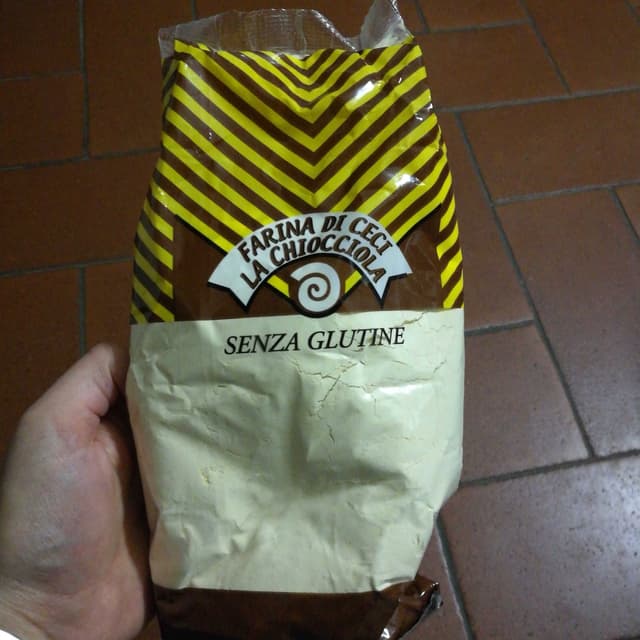 FARINA DI CECI
LA CHIOCCIOLA
SENZA GLUTINE